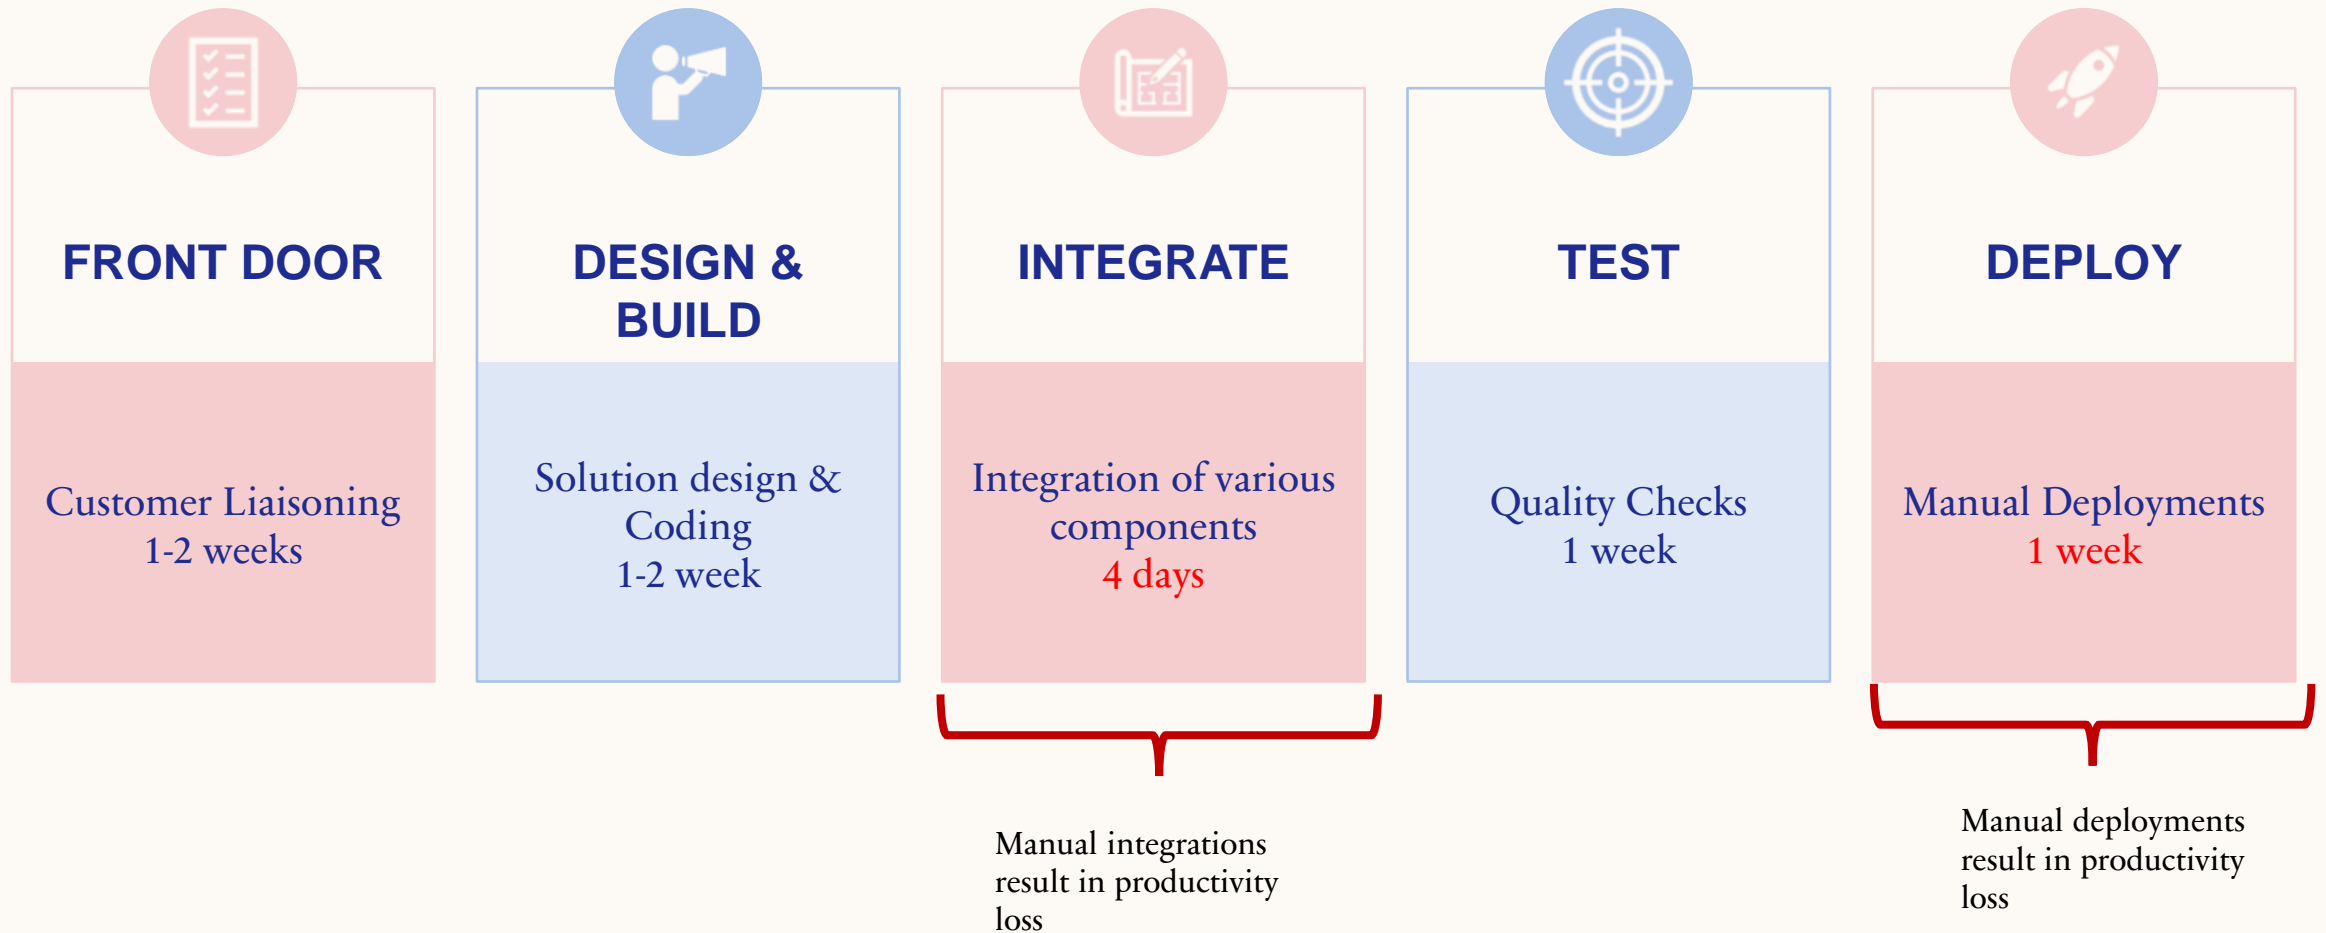 FRONT DOOR
Customer Liaisoning
1-2 weeks
DESIGN &
BUILD
Solution design &
Coding
1-2 week
INTEGRATE
Integration of various
components
4 days
Manual integrations
result in productivity
loss
TEST
Quality Checks
1 week
DEPLOY
Manual Deployments
1 week
Manual deployments
result in productivity
loss